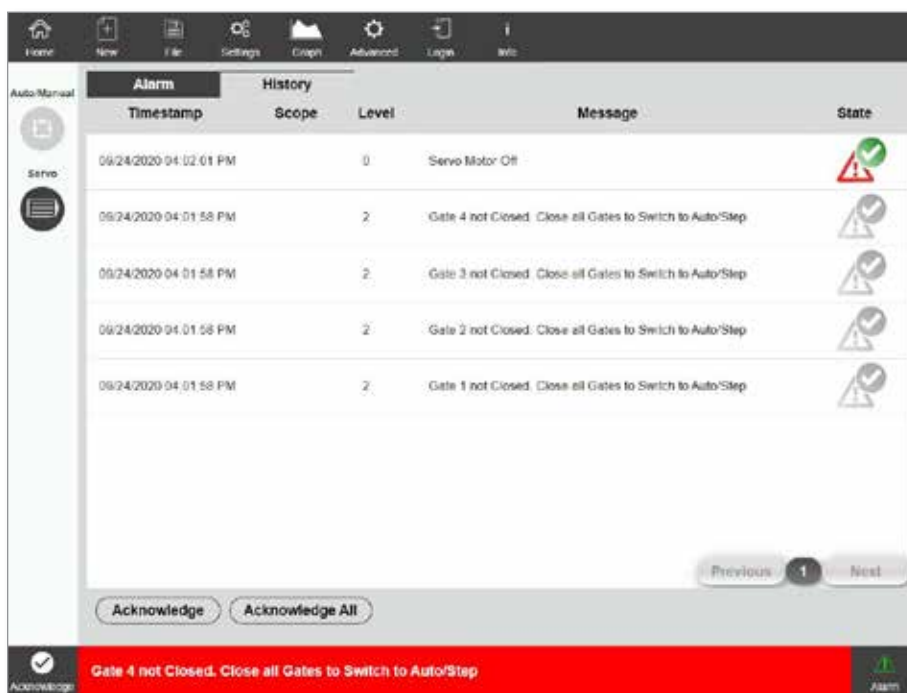 Home New File Settings Graph Advanced Login Info
Auto/Manual
Servo
Alarm History
Timestamp Scope Level Message State
09/24/2020 04:02:01 PM 0 Servo Motor Off
09/24/2020 04:01:58 PM 2 Gate 4 not Closed. Close all Gates to Switch to Auto/Step
09/24/2020 04:01:58 PM 2 Gate 3 not Closed. Close all Gates to Switch to Auto/Step
09/24/2020 04:01:58 PM 2 Gate 2 not Closed. Close all Gates to Switch to Auto/Step
09/24/2020 04:01:58 PM 2 Gate 1 not Closed. Close all Gates to Switch to Auto/Step
Previous 1 Next
Acknowledge Acknowledge All
Acknowledge Gate 4 not Closed. Close all Gates to Switch to Auto/Step Alarm